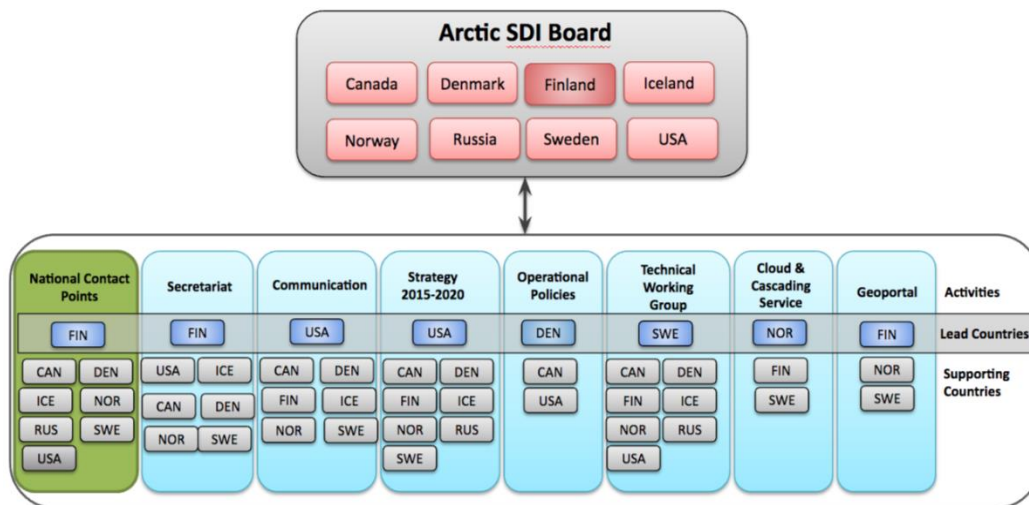 Arctic SDI Board
Canada Denmark Finland Iceland
Norway Russia Sweden USA
National Contact
Points
Secretariat
Communication
Strategy
2015-2020
Operational
Policies
Technical
Working
Group
Cloud &
Cascading
Service
Geoportal
Activities
FIN FIN USA USA DEN SWE NOR FIN Lead Countries
CAN DEN
ICE NOR
RUS SWE
USA
USA ICE
CAN DEN
NOR SWE
CAN DEN
FIN ICE
NOR SWE
CAN DEN
FIN ICE
NOR RUS
SWE
CAN
USA
CAN DEN
FIN ICE
NOR RUS
USA
FIN
SWE
NOR
SWE
Supporting
Countries